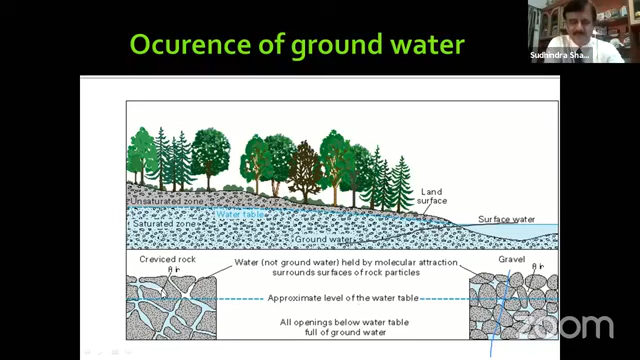 Ocurence of ground water
Sudhindra Sha...
Unsaturated zone
Water table
Saturated zone
Land
surface
Surface water
Ground water
Creviced rock
Air
Water (not ground water) held by molecular attraction
surrounds surfaces of rock particles
Gravel
Air
Approximate level of the water table
All openings below water table
full of ground water
zoom